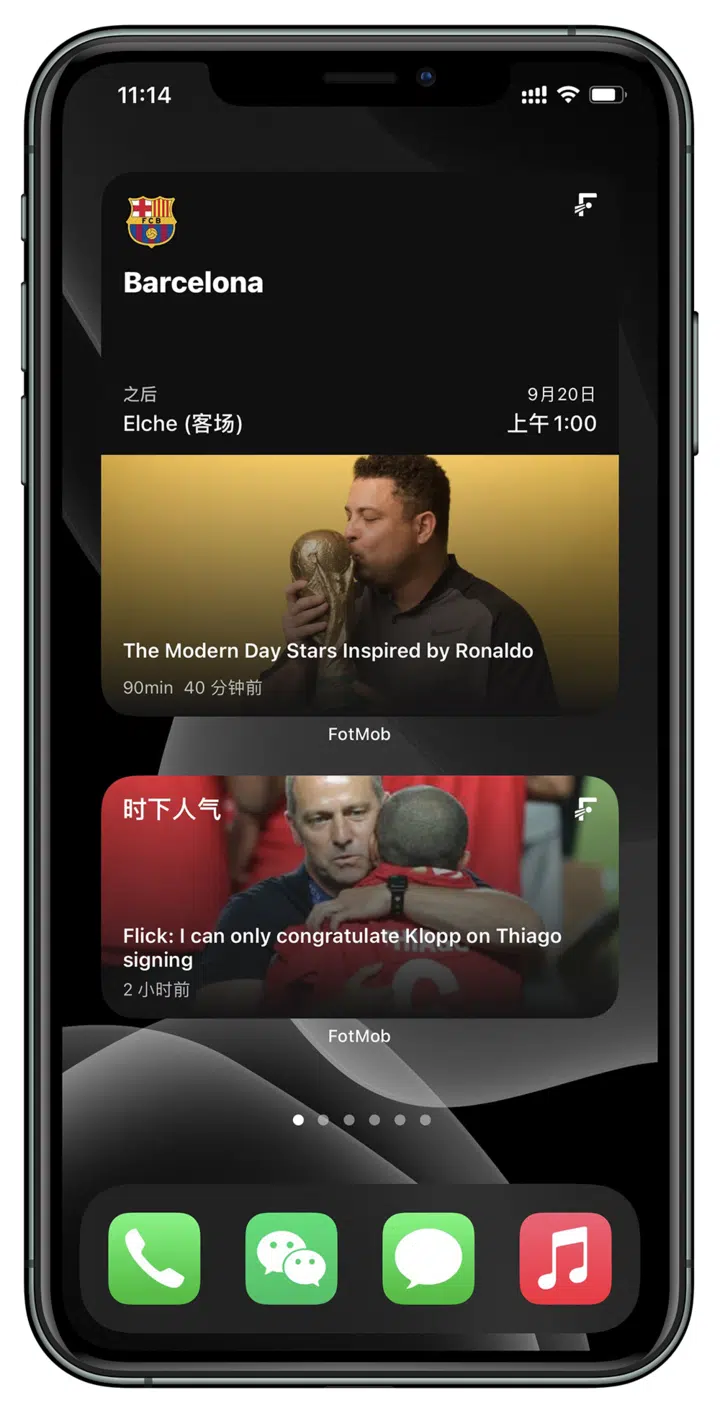 11:14
FCB
Barcelona
之后
9月20日
Elche (客场)
上午1:00
The Modern Day Stars Inspired by Ronaldo
90min 40 分钟前
FotMob
时下人气
Flick: I can only congratulate Klopp on Thiago
signing
2 小时前
FotMob